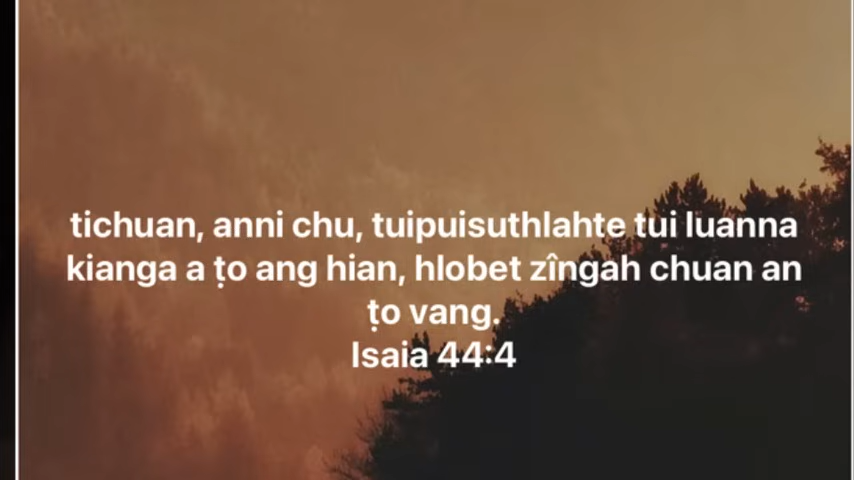 tichuan, anni chu, tuipuisuthlahte tui luanna
kianga a ṭo ang hian, hlobet zîngah chuan an
ṭo vang.
Isaia 44:4